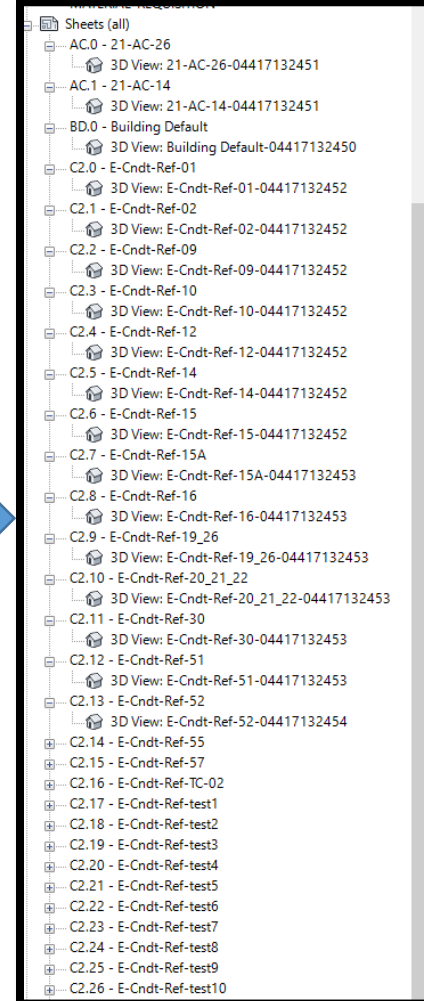 MATERIAL REQUISITION
Sheets (all)
AC.0 - 21-AC-26
3D View: 21-AC-26-04417132451
AC.1 - 21-AC-14
3D View: 21-AC-14-04417132451
BD.0 - Building Default
3D View: Building Default-04417132450
C2.0 - E-Cndt-Ref-01
3D View: E-Cndt-Ref-01-04417132452
C2.1 - E-Cndt-Ref-02
3D View: E-Cndt-Ref-02-04417132452
C2.2 - E-Cndt-Ref-09
3D View: E-Cndt-Ref-09-04417132452
C2.3 - E-Cndt-Ref-10
3D View: E-Cndt-Ref-10-04417132452
C2.4 - E-Cndt-Ref-12
3D View: E-Cndt-Ref-12-04417132452
C2.5 - E-Cndt-Ref-14
3D View: E-Cndt-Ref-14-04417132452
C2.6 - E-Cndt-Ref-15
3D View: E-Cndt-Ref-15-04417132452
C2.7 - E-Cndt-Ref-15A
3D View: E-Cndt-Ref-15A-04417132453
C2.8 - E-Cndt-Ref-16
3D View: E-Cndt-Ref-16-04417132453
C2.9 - E-Cndt-Ref-19_26
3D View: E-Cndt-Ref-19_26-04417132453
C2.10 - E-Cndt-Ref-20_21_22
3D View: E-Cndt-Ref-20_21_22-04417132453
C2.11 - E-Cndt-Ref-30
3D View: E-Cndt-Ref-30-04417132453
C2.12 - E-Cndt-Ref-51
3D View: E-Cndt-Ref-51-04417132453
C2.13 - E-Cndt-Ref-52
3D View: E-Cndt-Ref-52-04417132454
C2.14 - E-Cndt-Ref-55
C2.15 - E-Cndt-Ref-57
C2.16 - E-Cndt-Ref-TC-02
C2.17 - E-Cndt-Ref-test1
C2.18 - E-Cndt-Ref-test2
C2.19 - E-Cndt-Ref-test3
C2.20 - E-Cndt-Ref-test4
C2.21 - E-Cndt-Ref-test5
C2.22 - E-Cndt-Ref-test6
C2.23 - E-Cndt-Ref-test7
C2.24 - E-Cndt-Ref-test8
C2.25 - E-Cndt-Ref-test9
C2.26 - E-Cndt-Ref-test10